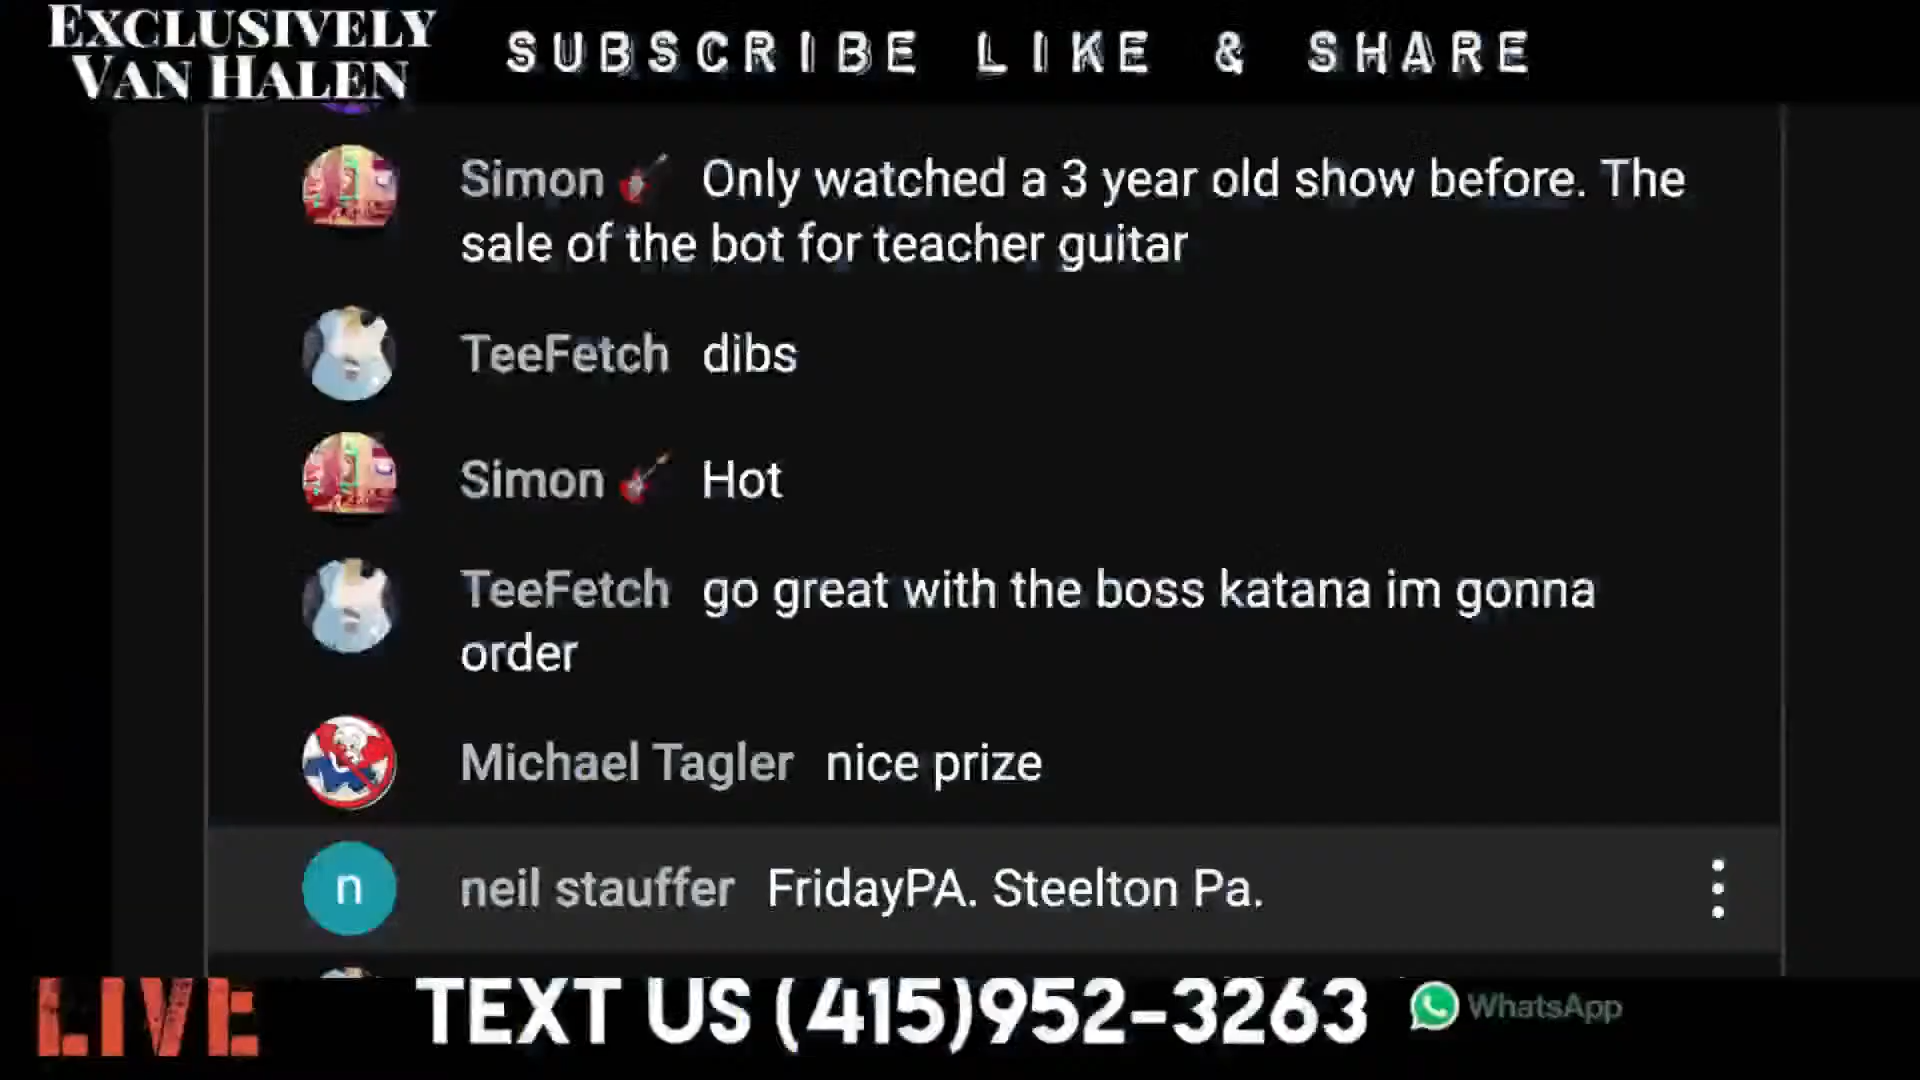 EXCLUSIVELY
VAN HALEN
SUBSCRIBE LIKE & SHARE
Simon🎸 Only watched a 3 year old show before. The
sale of the bot for teacher guitar
TeeFetch dibs
Simon🎸 Hot
TeeFetch go great with the boss katana im gonna
order
Michael Tagler nice prize
n neil stauffer FridayPA. Steelton Pa.
LIVE TEXT US (415)952-3263 WhatsApp